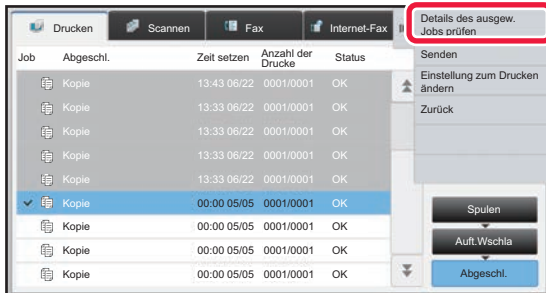 Drucken Scannen Fax Internet-Fax
Details des ausgew.
Jobs prüfen
Senden
Einstellung zum Drucken
ändern
Zurück
Job Abgeschl. Zeit setzen Anzahl der Drucke Status
Kopie 13:43 06/22 0001/0001 OK
Kopie 13:33 06/22 0001/0001 OK
Kopie 13:33 06/22 0001/0001 OK
Kopie 13:33 06/22 0001/0001 OK
Kopie 13:33 06/22 0001/0001 OK
Kopie 00:00 05/05 0001/0001 OK
Kopie 00:00 05/05 0001/0001 OK
Kopie 00:00 05/05 0001/0001 OK
Kopie 00:00 05/05 0001/0001 OK
Spulen
Auft.Wschla
Abgeschl.